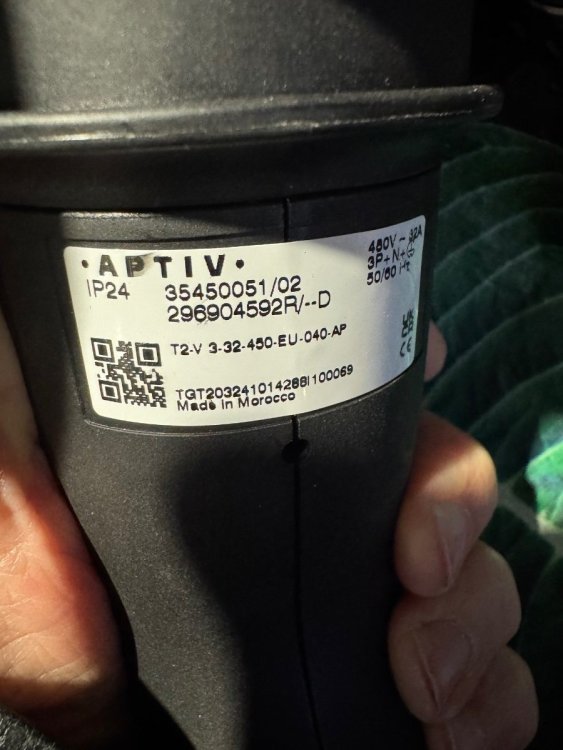 •APTIV•
IP24
35450051/02
296904592R/--D
480V ~ 32A
3P+N+⏚
50/60 Hz
T2-V 3-32-450-EU-040-AP
TGT203241014288I100069
Made in Morocco
UK CA
CE